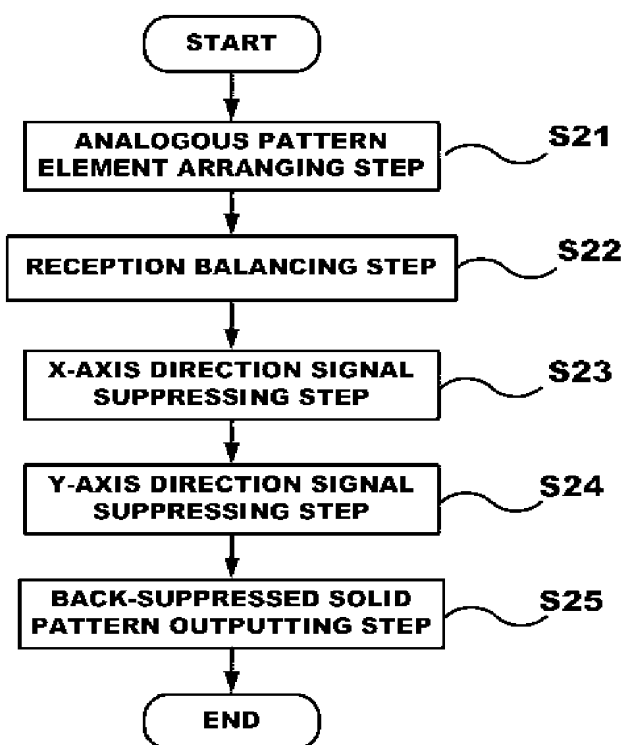 START
ANALOGOUS PATTERN
ELEMENT ARRANGING STEP
S21
RECEPTION BALANCING STEP
S22
X-AXIS DIRECTION SIGNAL
SUPPRESSING STEP
S23
Y-AXIS DIRECTION SIGNAL
SUPPRESSING STEP
S24
BACK-SUPPRESSED SOLID
PATTERN OUTPUTTING STEP
S25
END